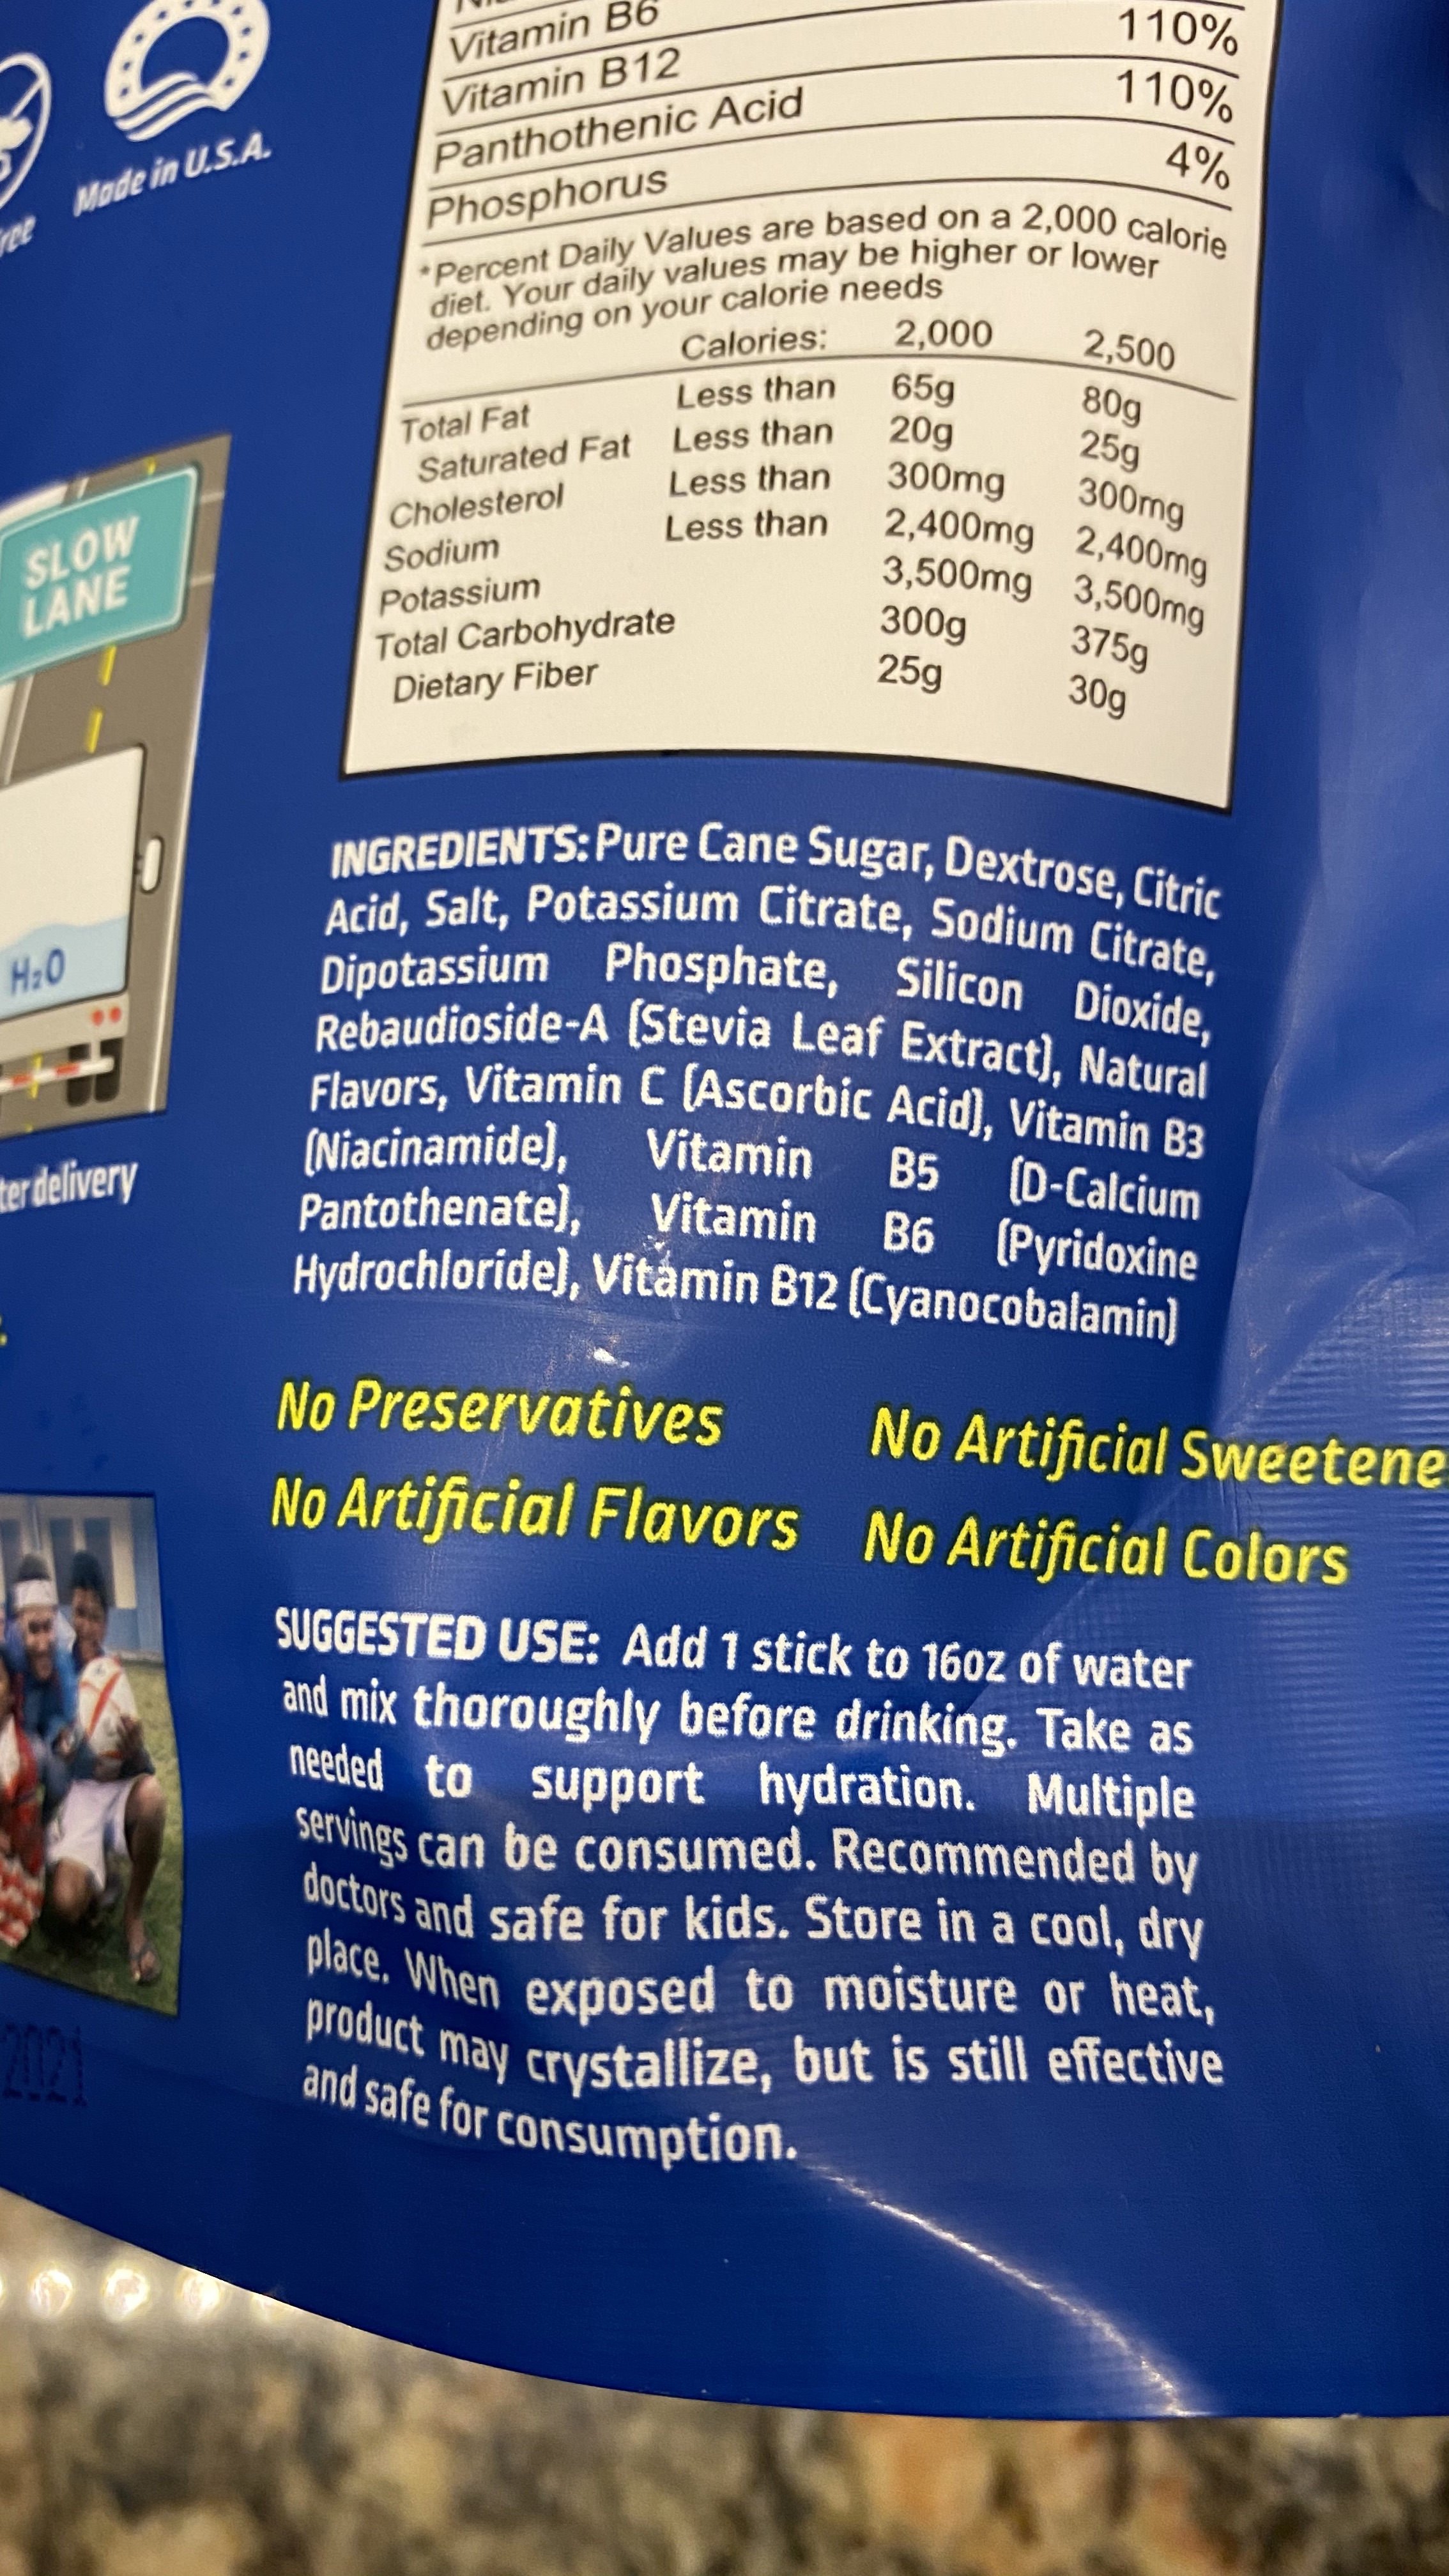 Vitamin B6
Vitamin B12 110%
Panthothenic Acid 110%
Phosphorus 4%
*Percent Daily Values are based on a 2,000 calorie
diet. Your daily values may be higher or lower
depending on your calorie needs
Calories: 2,000 2,500
Total Fat Less than 65g 80g
Saturated Fat Less than 20g 25g
Cholesterol Less than 300mg 300mg
Sodium Less than 2,400mg 2,400mg
Potassium 3,500mg 3,500mg
Total Carbohydrate 300g 375g
Dietary Fiber 25g 30g
INGREDIENTS: Pure Cane Sugar, Dextrose, Citric
Acid, Salt, Potassium Citrate, Sodium Citrate,
Dipotassium Phosphate, Silicon Dioxide,
Rebaudioside-A (Stevia Leaf Extract), Natural
Flavors, Vitamin C (Ascorbic Acid), Vitamin B3
(Niacinamide), Vitamin B5 (D-Calcium
Pantothenate), Vitamin B6 (Pyridoxine
Hydrochloride), Vitamin B12 (Cyanocobalamin)
No Preservatives No Artificial Sweetene
No Artificial Flavors No Artificial Colors
SUGGESTED USE: Add 1 stick to 16oz of water
and mix thoroughly before drinking. Take as
needed to support hydration. Multiple
servings can be consumed. Recommended by
doctors and safe for kids. Store in a cool, dry
place. When exposed to moisture or heat,
product may crystallize, but is still effective
and safe for consumption.
Made in U.S.A.
SLOW
LANE
H₂O
delivery
2021